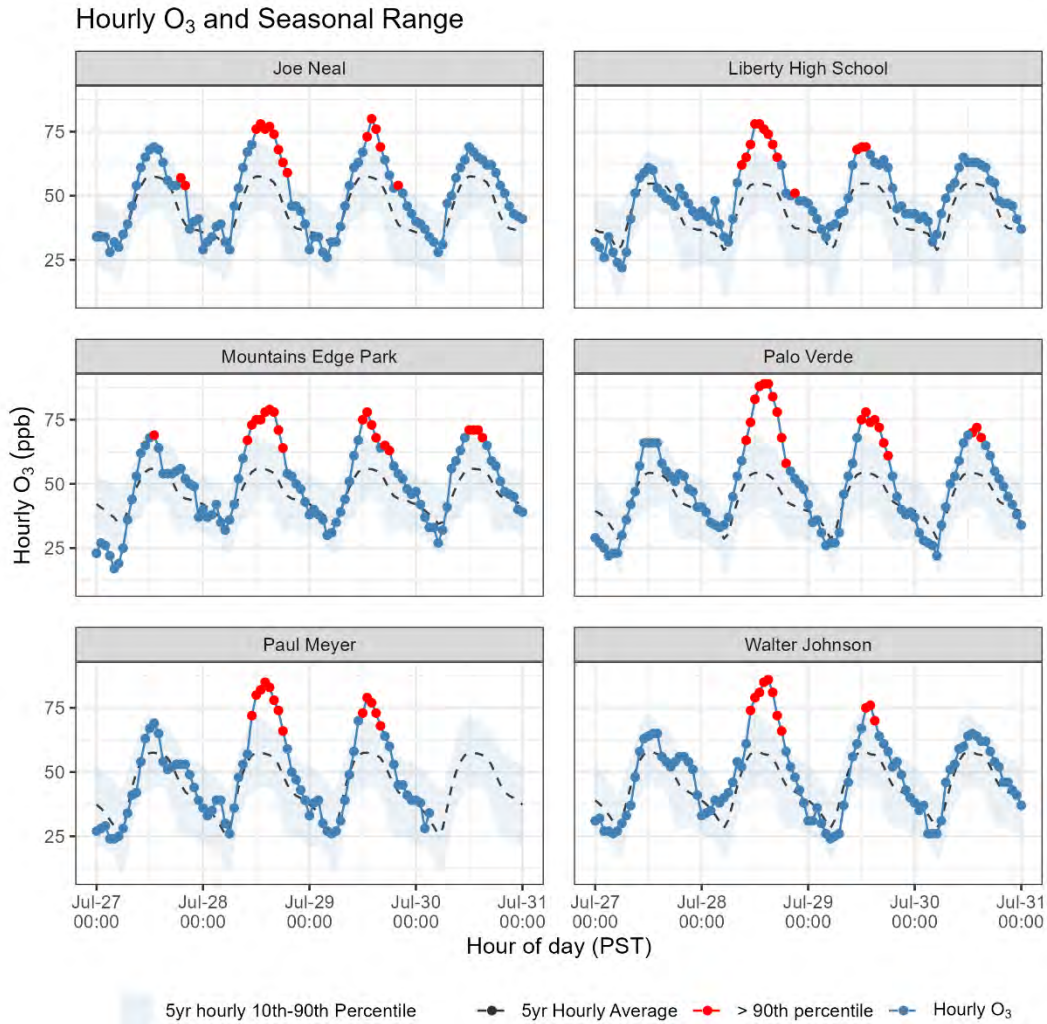 Hourly O₃ and Seasonal Range
Joe Neal
Liberty High School
75
50
25
Mountains Edge Park
Palo Verde
75
50
25
Hourly O₃ (ppb)
Paul Meyer
Walter Johnson
75
50
25
Jul-27 Jul-28 Jul-29 Jul-30 Jul-31
00:00 00:00 00:00 00:00 00:00
Jul-27 Jul-28 Jul-29 Jul-30 Jul-31
00:00 00:00 00:00 00:00 00:00
Hour of day (PST)
5yr hourly 10th-90th Percentile 5yr Hourly Average > 90th percentile Hourly O₃